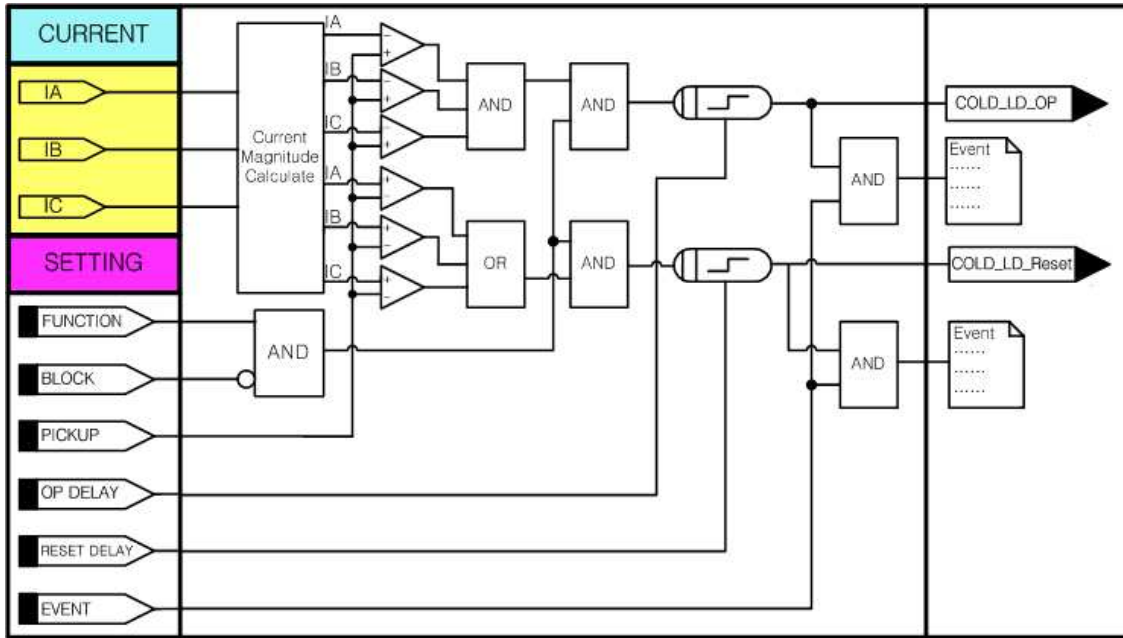 CURRENT
IA
IB
IC
SETTING
FUNCTION
BLOCK
PICKUP
OP DELAY
RESET DELAY
EVENT
Current
Magnitude
Calculate
IA
IB
IC
IA
IB
IC
AND
AND
OR
AND
AND
AND
AND
COLD_LD_OP
Event
......
......
......
COLD_LD_Reset
Event
......
......
......